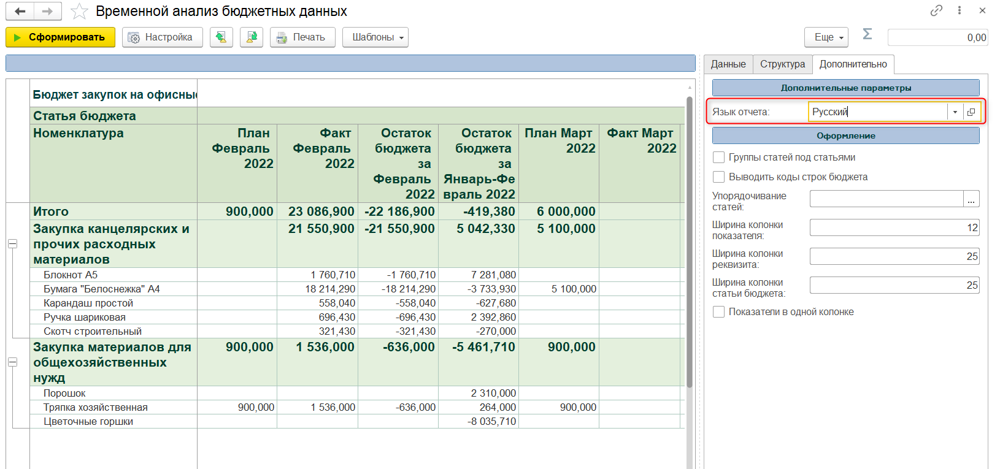 Временной анализ бюджетных данных
Сформировать Настройка Печать Шаблоны Еще Σ 0,00
Данные Структура Дополнительно
Дополнительные параметры
Язык отчета: Русский
Оформление
Группы статей под статьями
Выводить коды строк бюджета
Упорядочивание
статей: ...
Ширина колонки
показателя: 12
Ширина колонки
реквизита: 25
Ширина колонки
статьи бюджета: 25
Показатели в одной колонке
Бюджет закупок на офисны
Статья бюджета
Номенклатура
План
Февраль
2022
Факт
Февраль
2022
Остаток
бюджета
за
Февраль
2022
Остаток
бюджета
за
Январь-Фе
враль 2022
План Март
2022
Факт Март
2022
Итого 900,000 23 086,900 -22 186,900 -419,380 6 000,000
Закупка канцелярских и 21 550,900 -21 550,900 5 042,330 5 100,000
прочих расходных
материалов
Блокнот А5 1 760,710 -1 760,710 7 281,080
Бумага "Белоснежка" А4 18 214,290 -18 214,290 -3 733,930 5 100,000
Карандаш простой 558,040 -558,040 -627,680
Ручка шариковая 696,430 -696,430 2 392,860
Скотч строительный 321,430 -321,430 -270,000
Закупка материалов для 900,000 1 536,000 -636,000 -5 461,710 900,000
общехозяйственных
нужд
Порошок 2 310,000
Тряпка хозяйственная 900,000 1 536,000 -636,000 264,000 900,000
Цветочные горшки -8 035,710